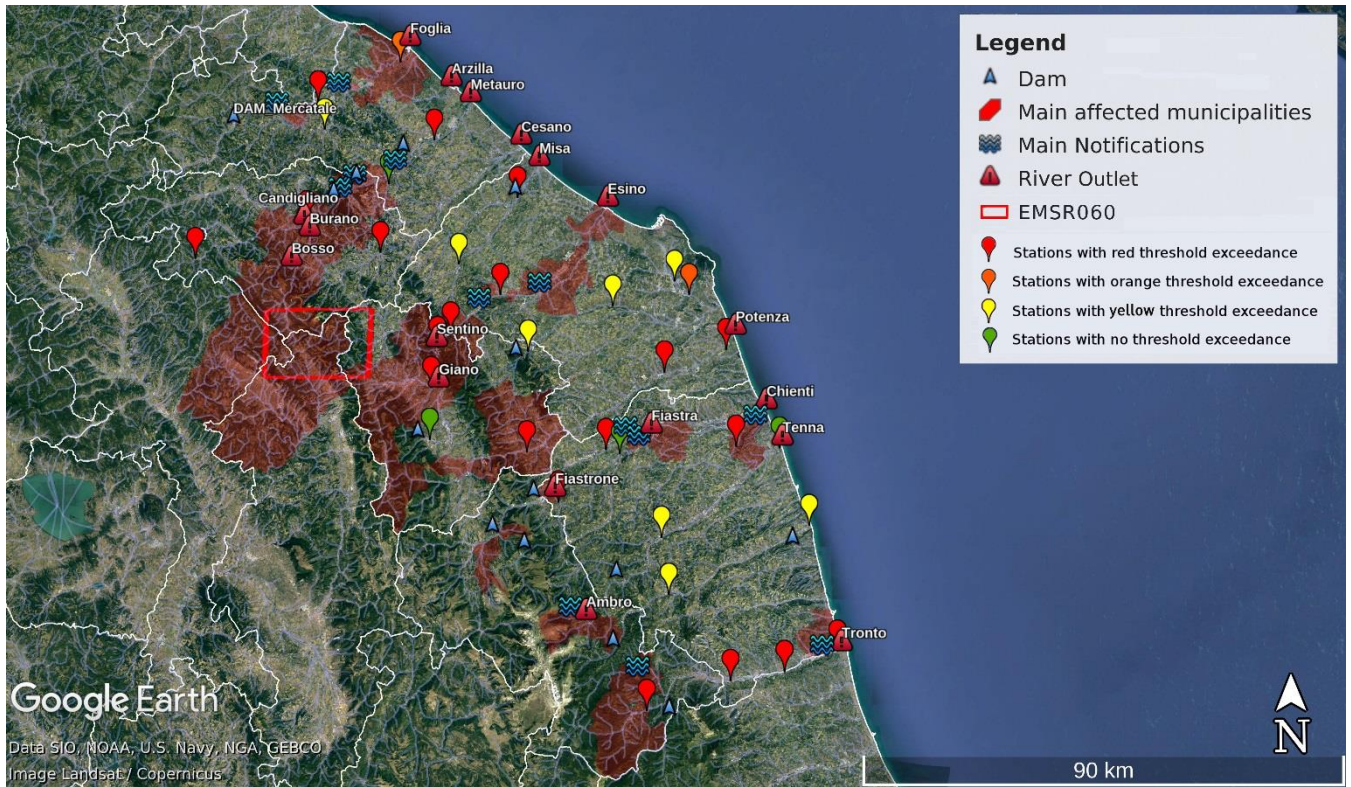 Foglia
Arzilla
Metauro
DAM Mercatale
Cesano
Misa
Esino
Candigliano
Burano
Bosso
Sentino
Potenza
Giano
Chienti
Fiastra
Tenna
Fiastrone
Ambro
Tronto
Legend
Dam
Main affected municipalities
Main Notifications
River Outlet
EMSR060
Stations with red threshold exceedance
Stations with orange threshold exceedance
Stations with yellow threshold exceedance
Stations with no threshold exceedance
Google Earth
Data SIO, NOAA, U.S. Navy, NGA, GEBCO
Image Landsat / Copernicus
N
90 km